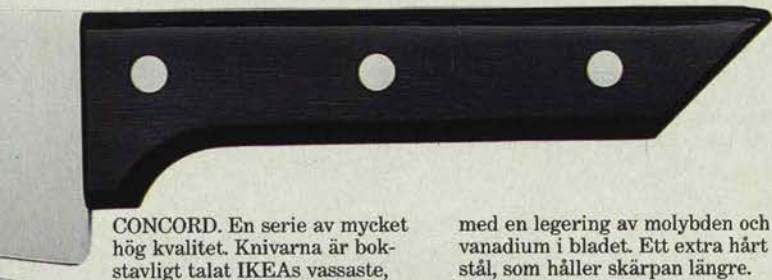 CONCORD. En serie av mycket
hög kvalitet. Knivarna är bok-
stavligt talat IKEAs vassaste,
med en legering av molybden och
vanadium i bladet. Ett extra hårt
stål, som håller skärpan längre.